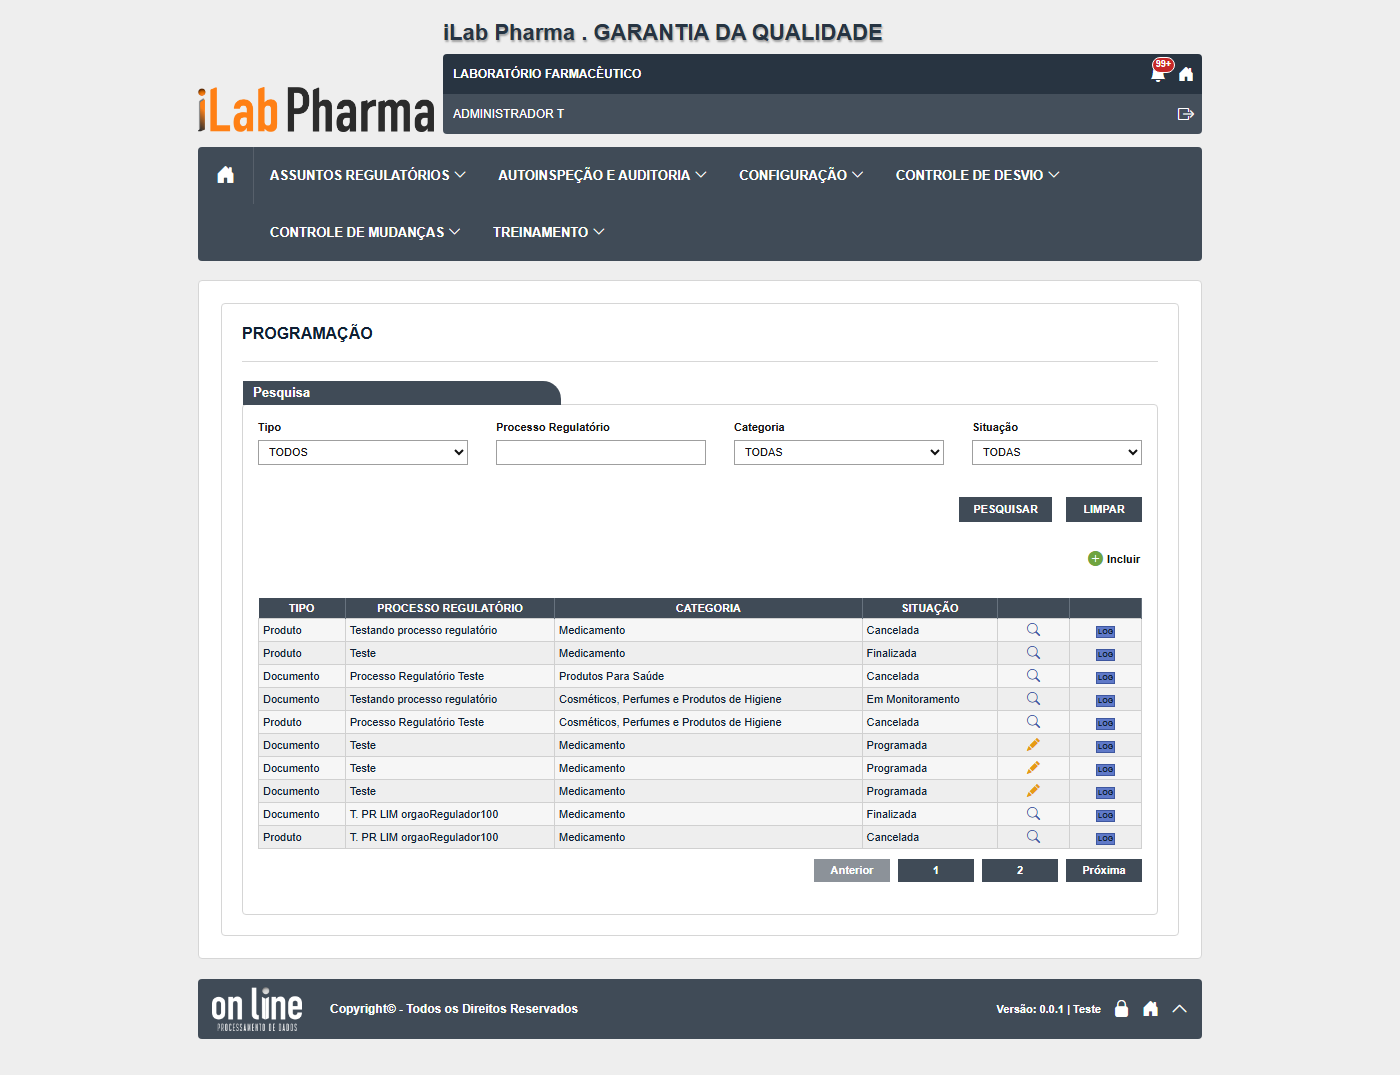 iLab Pharma . GARANTIA DA QUALIDADE
iLab Pharma
LABORATÓRIO FARMACÊUTICO
99+
ADMINISTRADOR T
ASSUNTOS REGULATÓRIOS AUTOINSPEÇÃO E AUDITORIA CONFIGURAÇÃO CONTROLE DE DESVIO
CONTROLE DE MUDANÇAS TREINAMENTO
PROGRAMAÇÃO
Pesquisa
Tipo Processo Regulatório Categoria Situação
TODOS TODAS TODAS
PESQUISAR LIMPAR
Incluir
TIPO PROCESSO REGULATÓRIO CATEGORIA SITUAÇÃO
Produto Testando processo regulatório Medicamento Cancelada LOG
Produto Teste Medicamento Finalizada LOG
Documento Processo Regulatório Teste Produtos Para Saúde Cancelada LOG
Documento Testando processo regulatório Cosméticos, Perfumes e Produtos de Higiene Em Monitoramento LOG
Produto Processo Regulatório Teste Cosméticos, Perfumes e Produtos de Higiene Cancelada LOG
Documento Teste Medicamento Programada LOG
Documento Teste Medicamento Programada LOG
Documento Teste Medicamento Programada LOG
Documento T. PR LIM orgaoRegulador100 Medicamento Finalizada LOG
Produto T. PR LIM orgaoRegulador100 Medicamento Cancelada LOG
Anterior 1 2 Próxima
on line
PROCESSAMENTO DE DADOS
Copyright© - Todos os Direitos Reservados
Versão: 0.0.1 | Teste